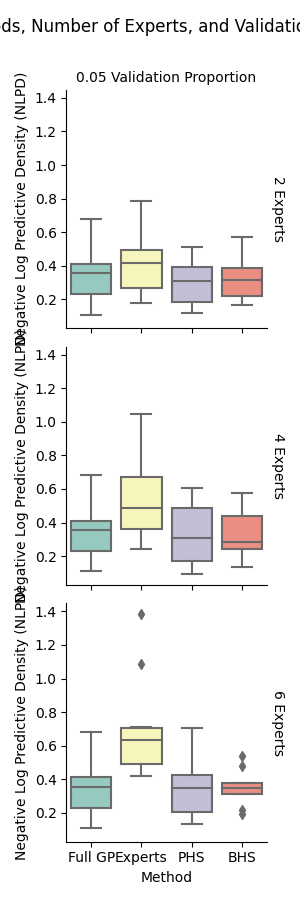 ds, Number of Experts, and Validatio
0.05 Validation Proportion
Negative Log Predictive Density (NLPD)
1.4
1.2
1.0
0.8
0.6
0.4
0.2
2 Experts
Negative Log Predictive Density (NLPD)
1.4
1.2
1.0
0.8
0.6
0.4
0.2
4 Experts
Negative Log Predictive Density (NLPD)
1.4
1.2
1.0
0.8
0.6
0.4
0.2
6 Experts
Full GP Experts PHS BHS
Method